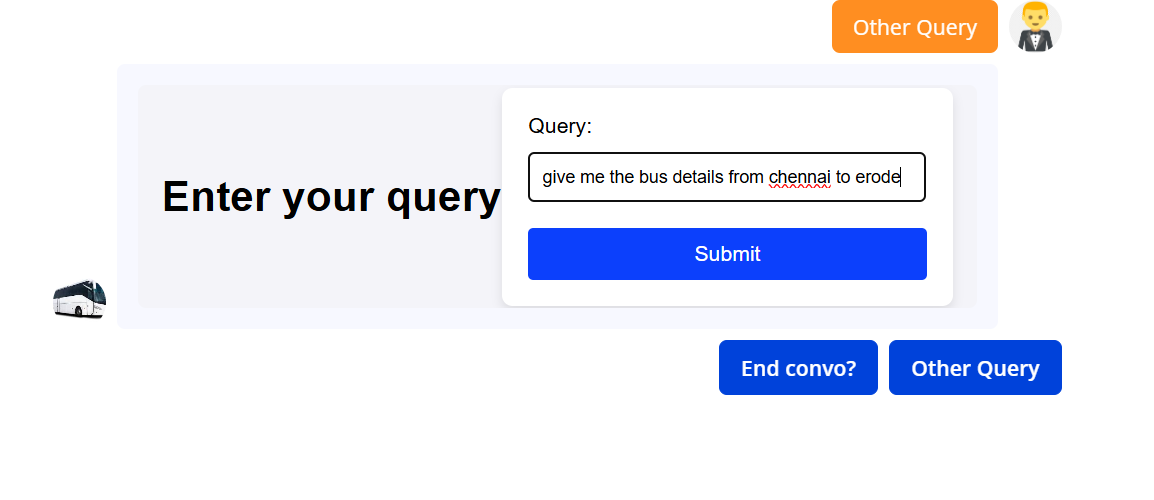 Other Query
Query:
give me the bus details from chennai to erode
Enter your query
Submit
End convo?
Other Query